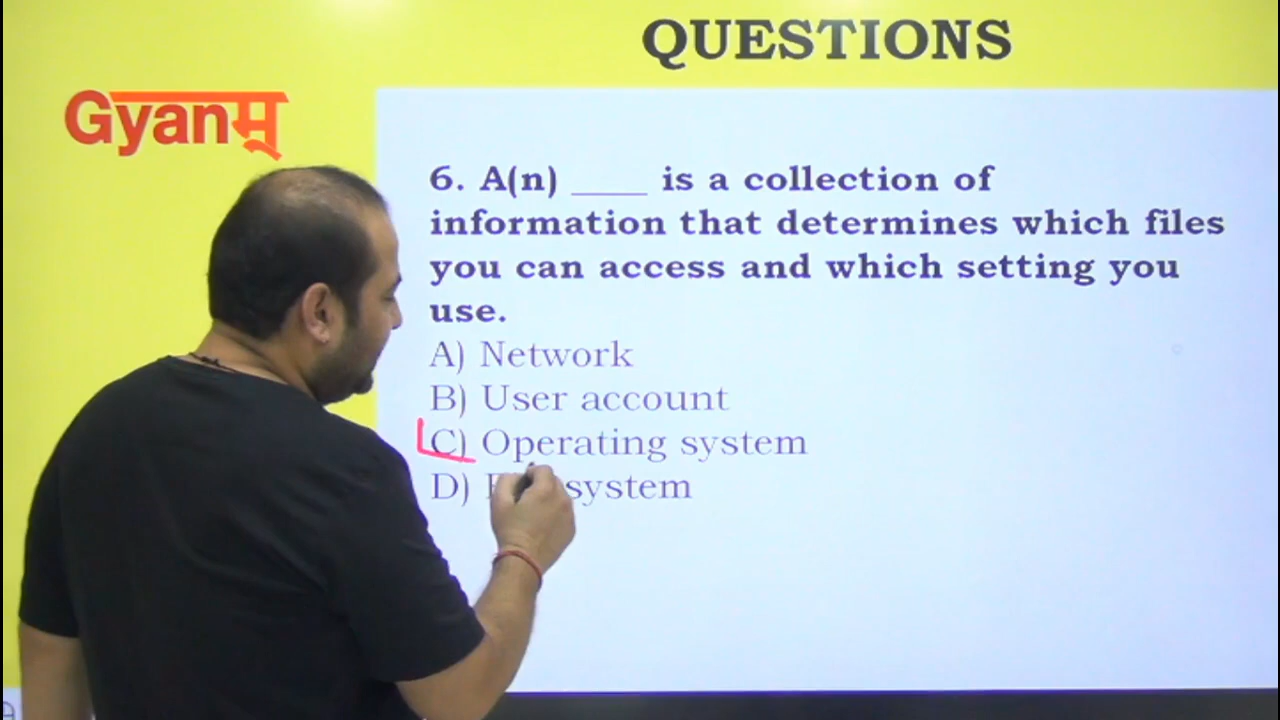 QUESTIONS
Gyanम्
6. A(n) ____ is a collection of
information that determines which files
you can access and which setting you
use.
A) Network
B) User account
C) Operating system
D) system